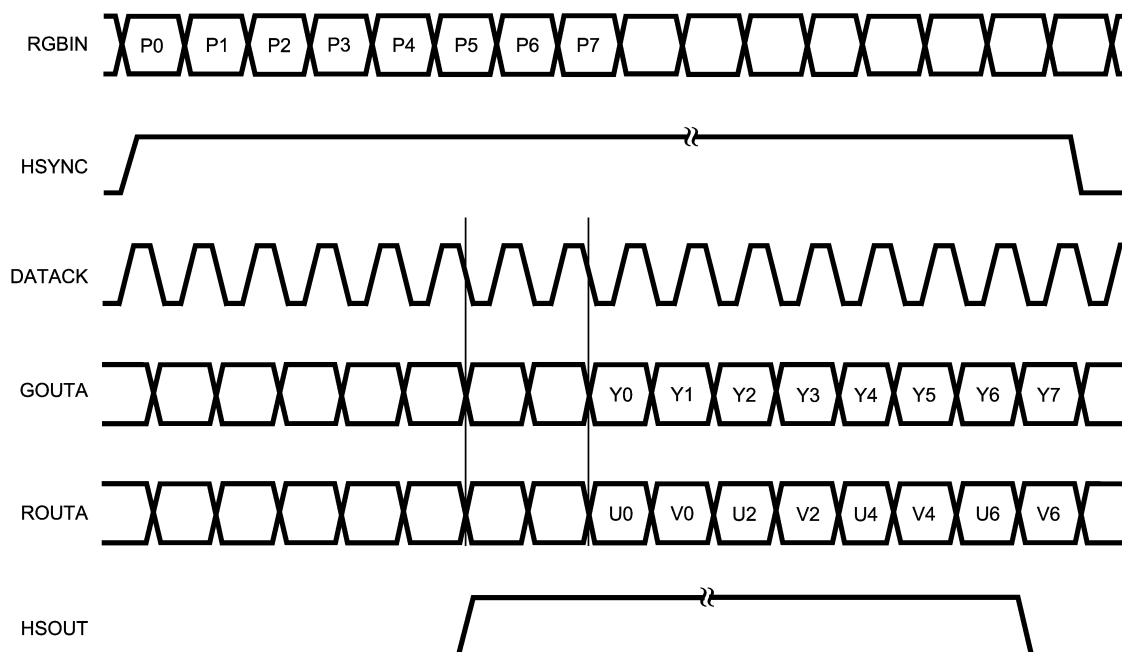 RGBIN P0 P1 P2 P3 P4 P5 P6 P7
HSYNC
DATACK
GOUTA Y0 Y1 Y2 Y3 Y4 Y5 Y6 Y7
ROUTA U0 V0 U2 V2 U4 V4 U6 V6
HSOUT